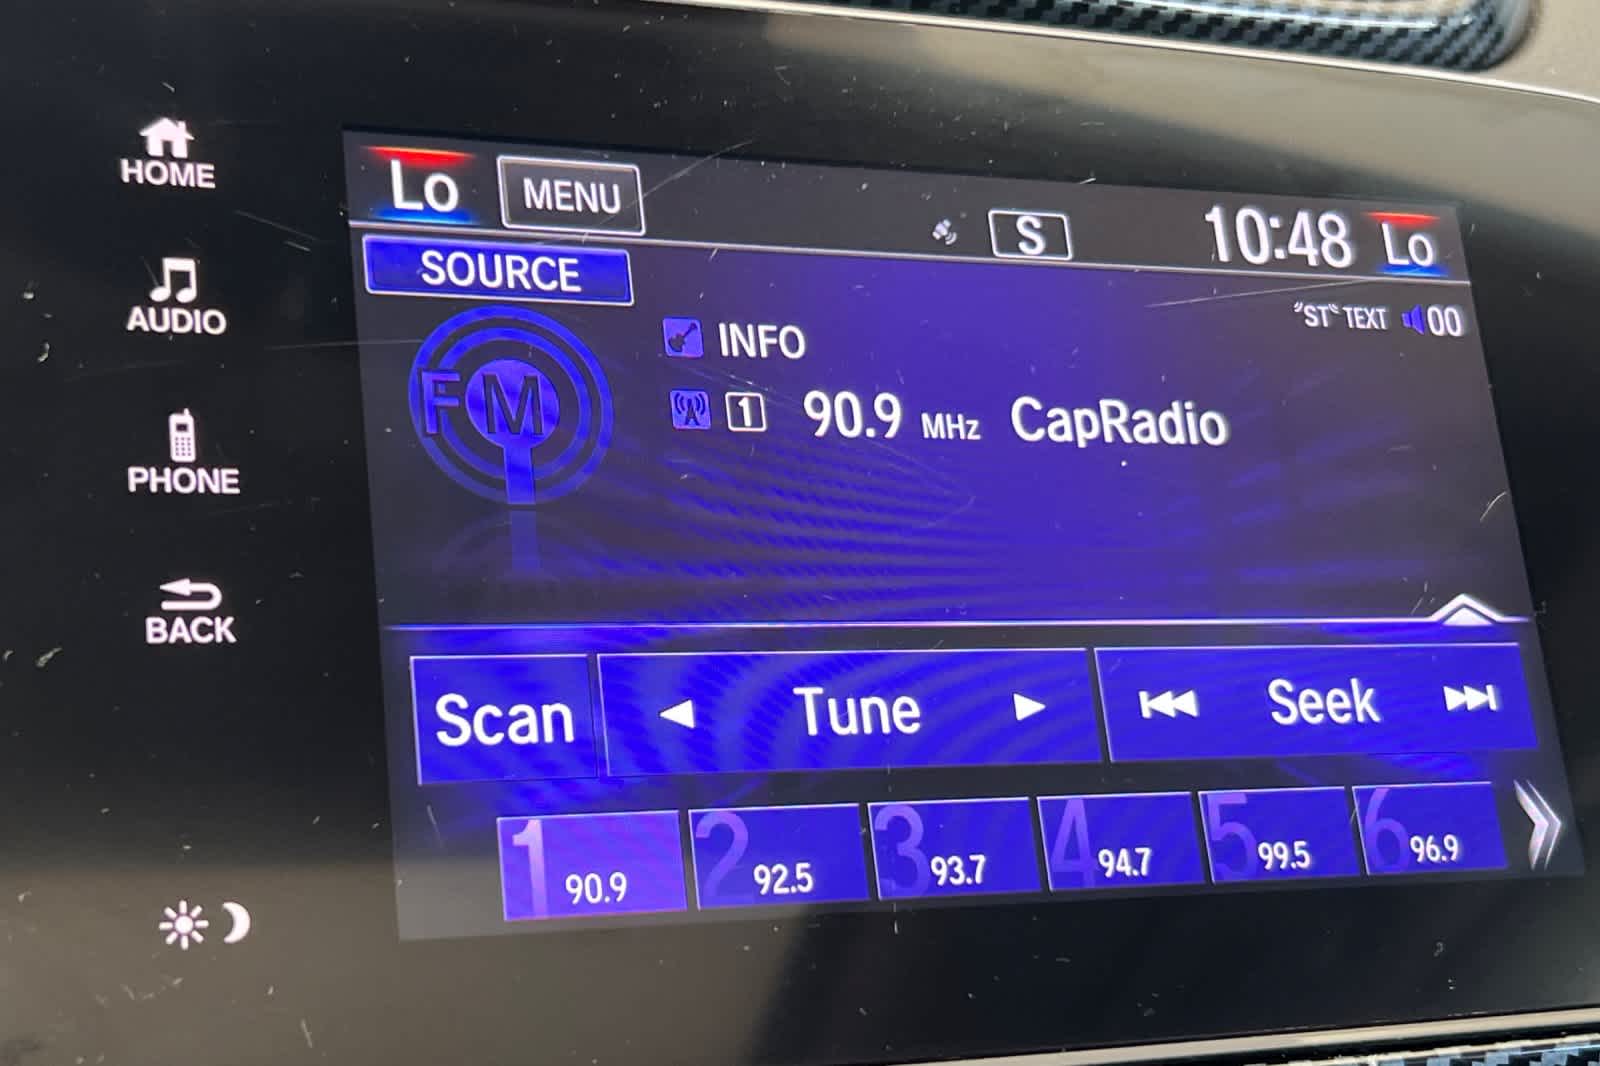 HOME
AUDIO
PHONE
BACK
Lo MENU S 10:48 Lo
SOURCE
"ST" TEXT 00
FM
INFO
1 90.9 MHz CapRadio
Scan Tune Seek
1 90.9 2 92.5 3 93.7 4 94.7 5 99.5 6 96.9